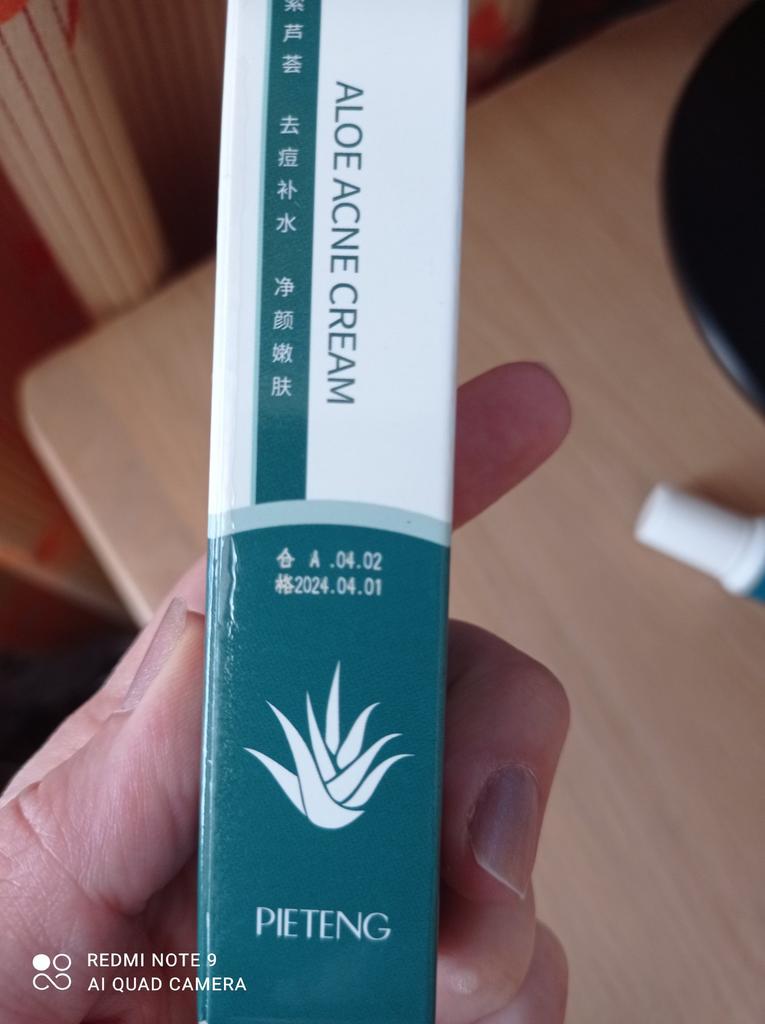 芦荟 去痘补水 净颜嫩肤
ALOE ACNE CREAM
合 A .04.02
格2024.04.01
PIETENG
REDMI NOTE 9
AI QUAD CAMERA